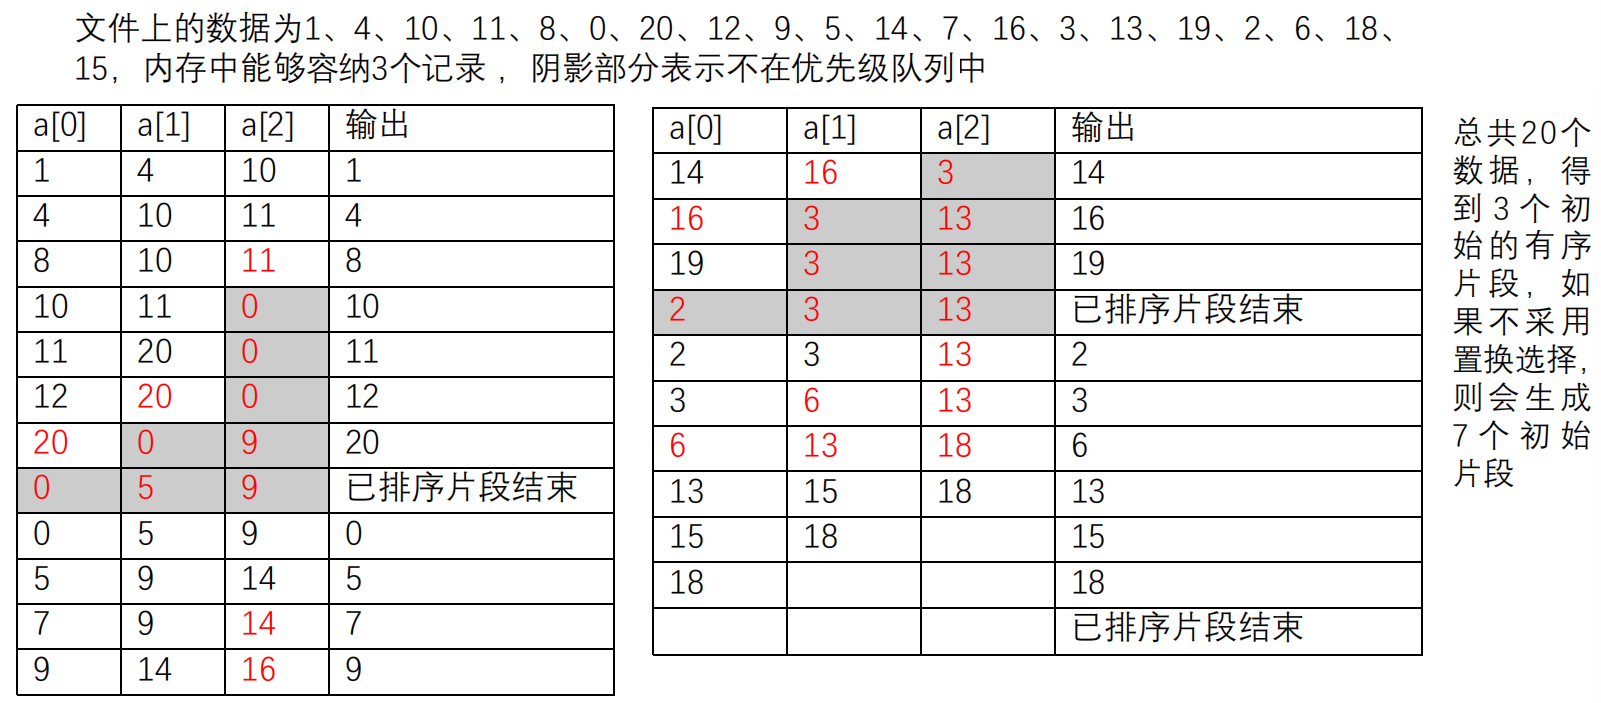 文件上的数据为1、4、10、11、8、0、20、12、9、5、14、7、16、3、13、19、2、6、18、
15，内存中能够容纳3个记录 ，阴影部分表示不在优先级队列中
a[0] a[1] a[2] 输出
1 4 10 1
4 10 11 4
8 10 11 8
10 11 0 10
11 20 0 11
12 20 0 12
20 0 9 20
0 5 9 已排序片段结束
0 5 9 0
5 9 14 5
7 9 14 7
9 14 16 9
a[0] a[1] a[2] 输出
14 16 3 14
16 3 13 16
19 3 13 19
2 3 13 已排序片段结束
2 3 13 2
3 6 13 3
6 13 18 6
13 15 18 13
15 18 15
18 18
已排序片段结束
总共20个
数据，得
到3个初
始的有序
片段，如
果不采用
置换选择，
则会生成
7个初始
片段